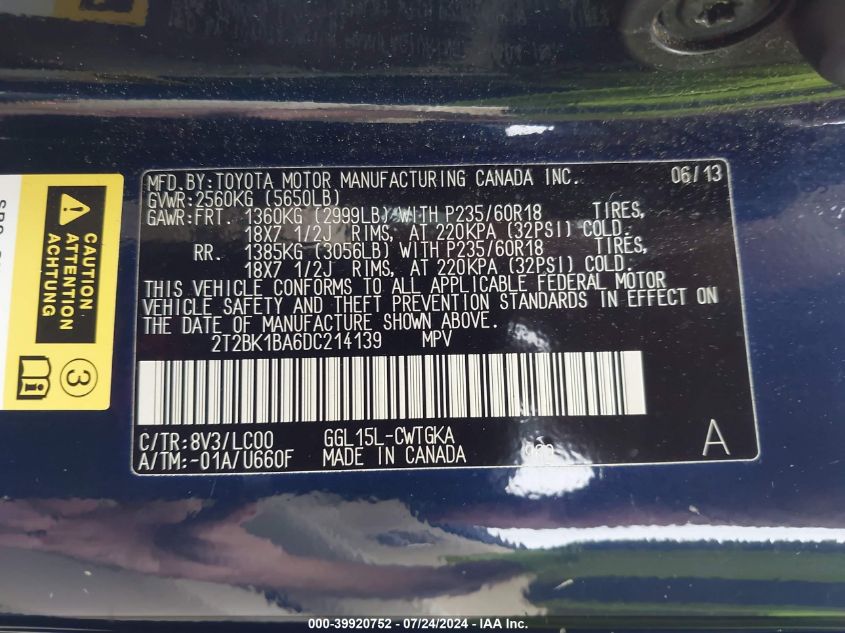 MFD. BY: TOYOTA MOTOR MANUFACTURING CANADA INC. 06/13
GVWR: 2560KG (5650LB)
GAWR: FRT. 1360KG (2999LB) WITH P235/60R18 TIRES,
18X7 1/2J RIMS, AT 220KPA (32PSI) COLD.
RR. 1385KG (3056LB) WITH P235/60R18 TIRES,
18X7 1/2J RIMS, AT 220KPA (32PSI) COLD.
THIS VEHICLE CONFORMS TO ALL APPLICABLE FEDERAL MOTOR
VEHICLE SAFETY AND THEFT PREVENTION STANDARDS IN EFFECT ON
THE DATE OF MANUFACTURE SHOWN ABOVE.
2T2BK1BA6DC214139 MPV
C/TR: 8V3/LC00 GGL15L-CWTGKA
A/TM: -01A/U660F MADE IN CANADA
A
CAUTION
ATTENTION
ACHTUNG
3
000-39920752 - 07/24/2024 - IAA Inc.